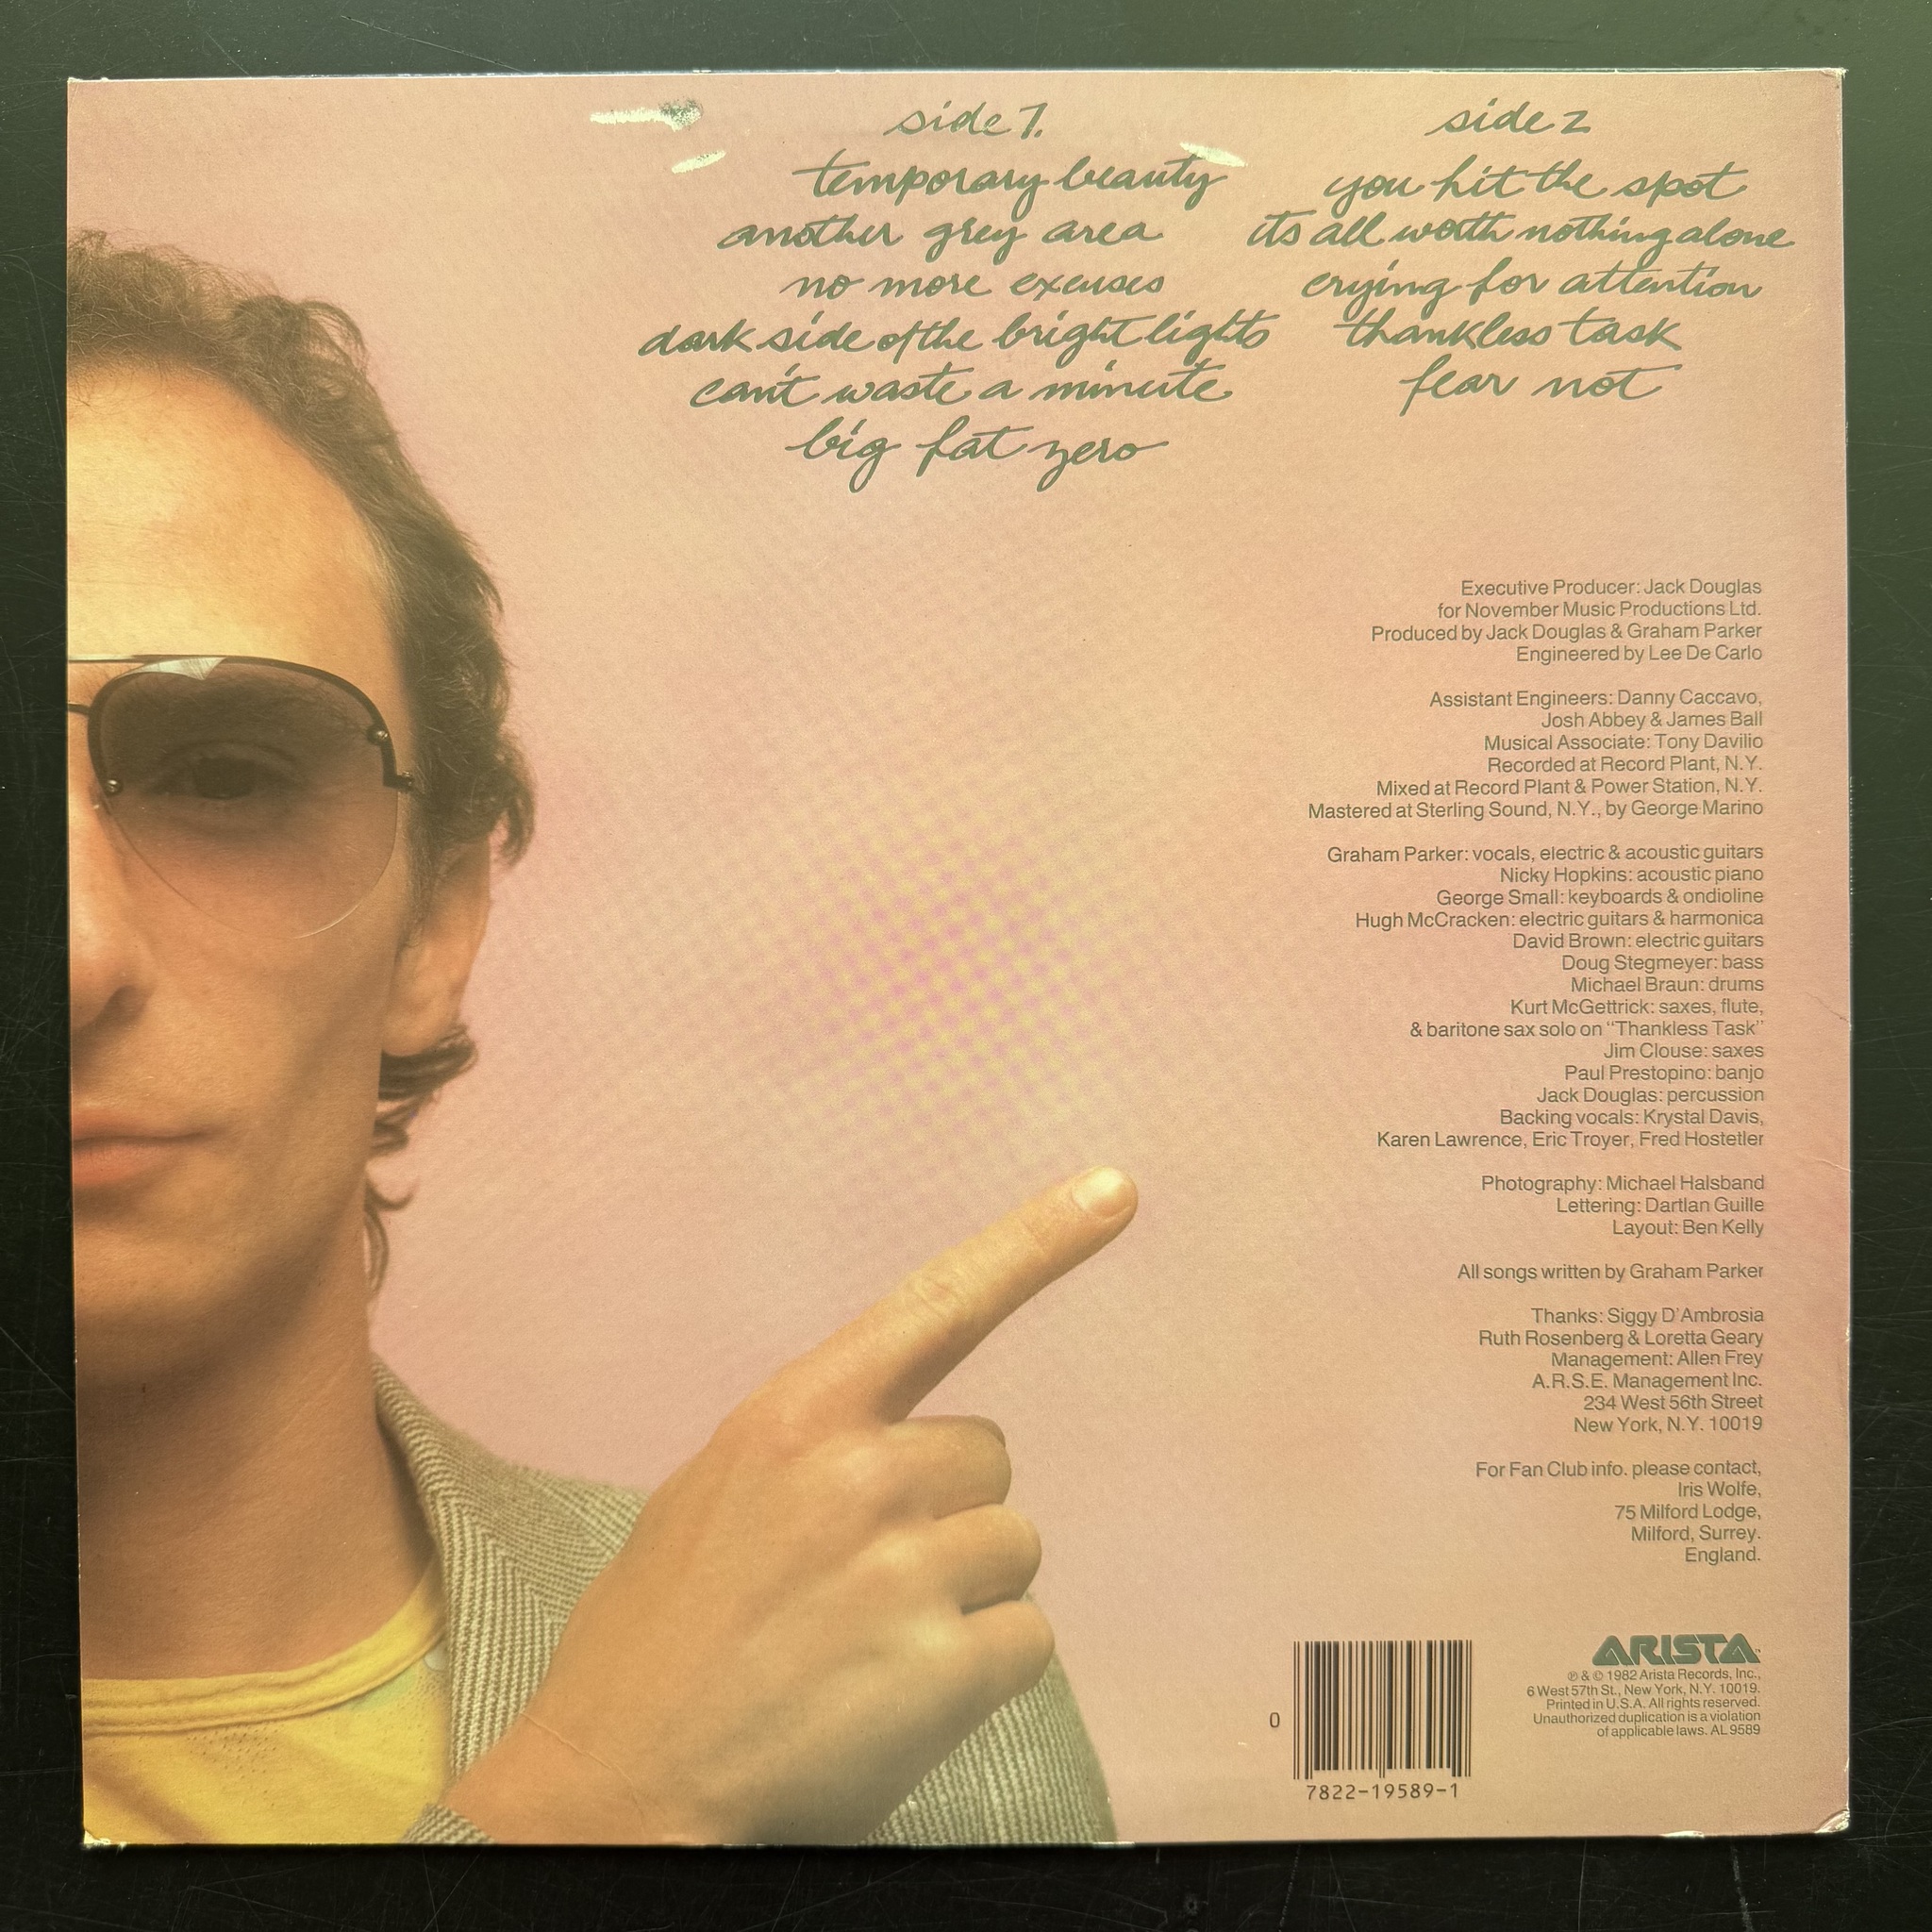 side 1.
temporary beauty
another grey area
no more excuses
dark side of the bright lights
can't waste a minute
big fat zero
side 2
you hit the spot
its all worth nothing alone
crying for attention
thankless task
fear not
Executive Producer: Jack Douglas
for November Music Productions Ltd.
Produced by Jack Douglas & Graham Parker
Engineered by Lee De Carlo
Assistant Engineers: Danny Caccavo,
Josh Abbey & James Ball
Musical Associate: Tony Davilio
Recorded at Record Plant, N.Y.
Mixed at Record Plant & Power Station, N.Y.
Mastered at Sterling Sound, N.Y., by George Marino
Graham Parker: vocals, electric & acoustic guitars
Nicky Hopkins: acoustic piano
George Small: keyboards & ondioline
Hugh McCracken: electric guitars & harmonica
David Brown: electric guitars
Doug Stegmeyer: bass
Michael Braun: drums
Kurt McGettrick: saxes, flute,
& baritone sax solo on "Thankless Task"
Jim Clouse: saxes
Paul Prestopino: banjo
Jack Douglas: percussion
Backing vocals: Krystal Davis,
Karen Lawrence, Eric Troyer, Fred Hostetler
Photography: Michael Halsband
Lettering: Dartlan Guille
Layout: Ben Kelly
All songs written by Graham Parker
Thanks: Siggy D'Ambrosia
Ruth Rosenberg & Loretta Geary
Management: Allen Frey
A.R.S.E. Management Inc.
234 West 56th Street
New York, N.Y. 10019
For Fan Club info. please contact,
Iris Wolfe,
75 Milford Lodge,
Milford, Surrey.
England.
ARISTA™
℗ & © 1982 Arista Records, Inc.,
6 West 57th St., New York, N.Y. 10019.
Printed in U.S.A. All rights reserved.
Unauthorized duplication is a violation
of applicable laws. AL 9589
0
7822-19589-1